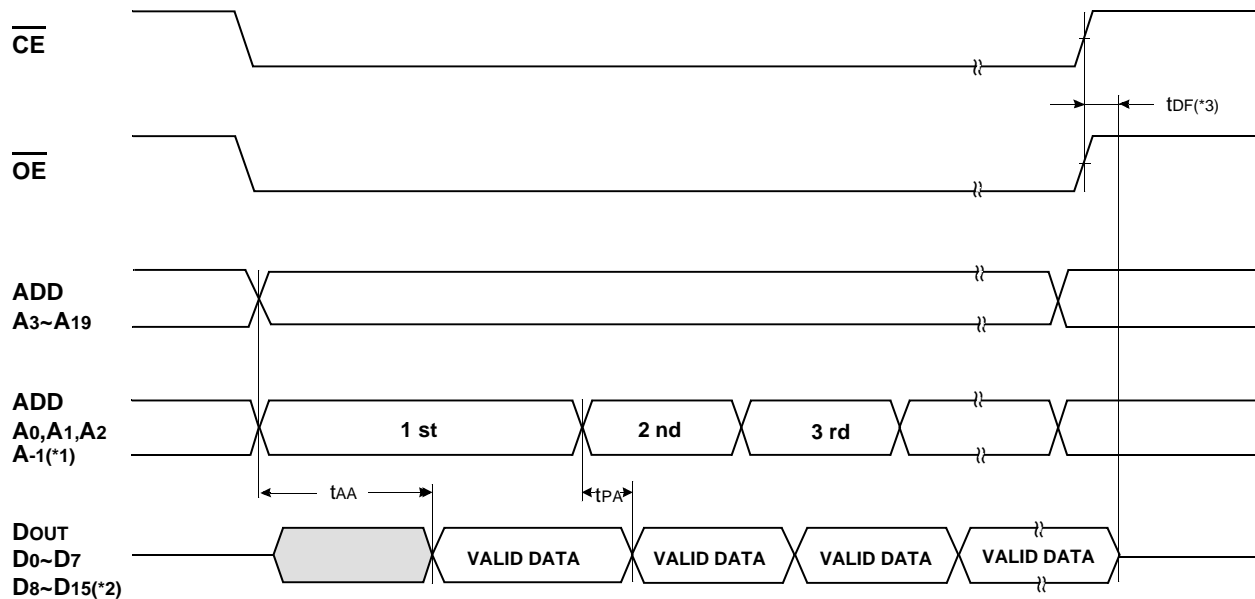 CE
tDF(*3)
OE
ADD
A3~A19
ADD
A0,A1,A2
A-1(*1)
1 st
2 nd
3 rd
tAA
tPA
DOUT
D0~D7
D8~D15(*2)
VALID DATA
VALID DATA
VALID DATA
VALID DATA